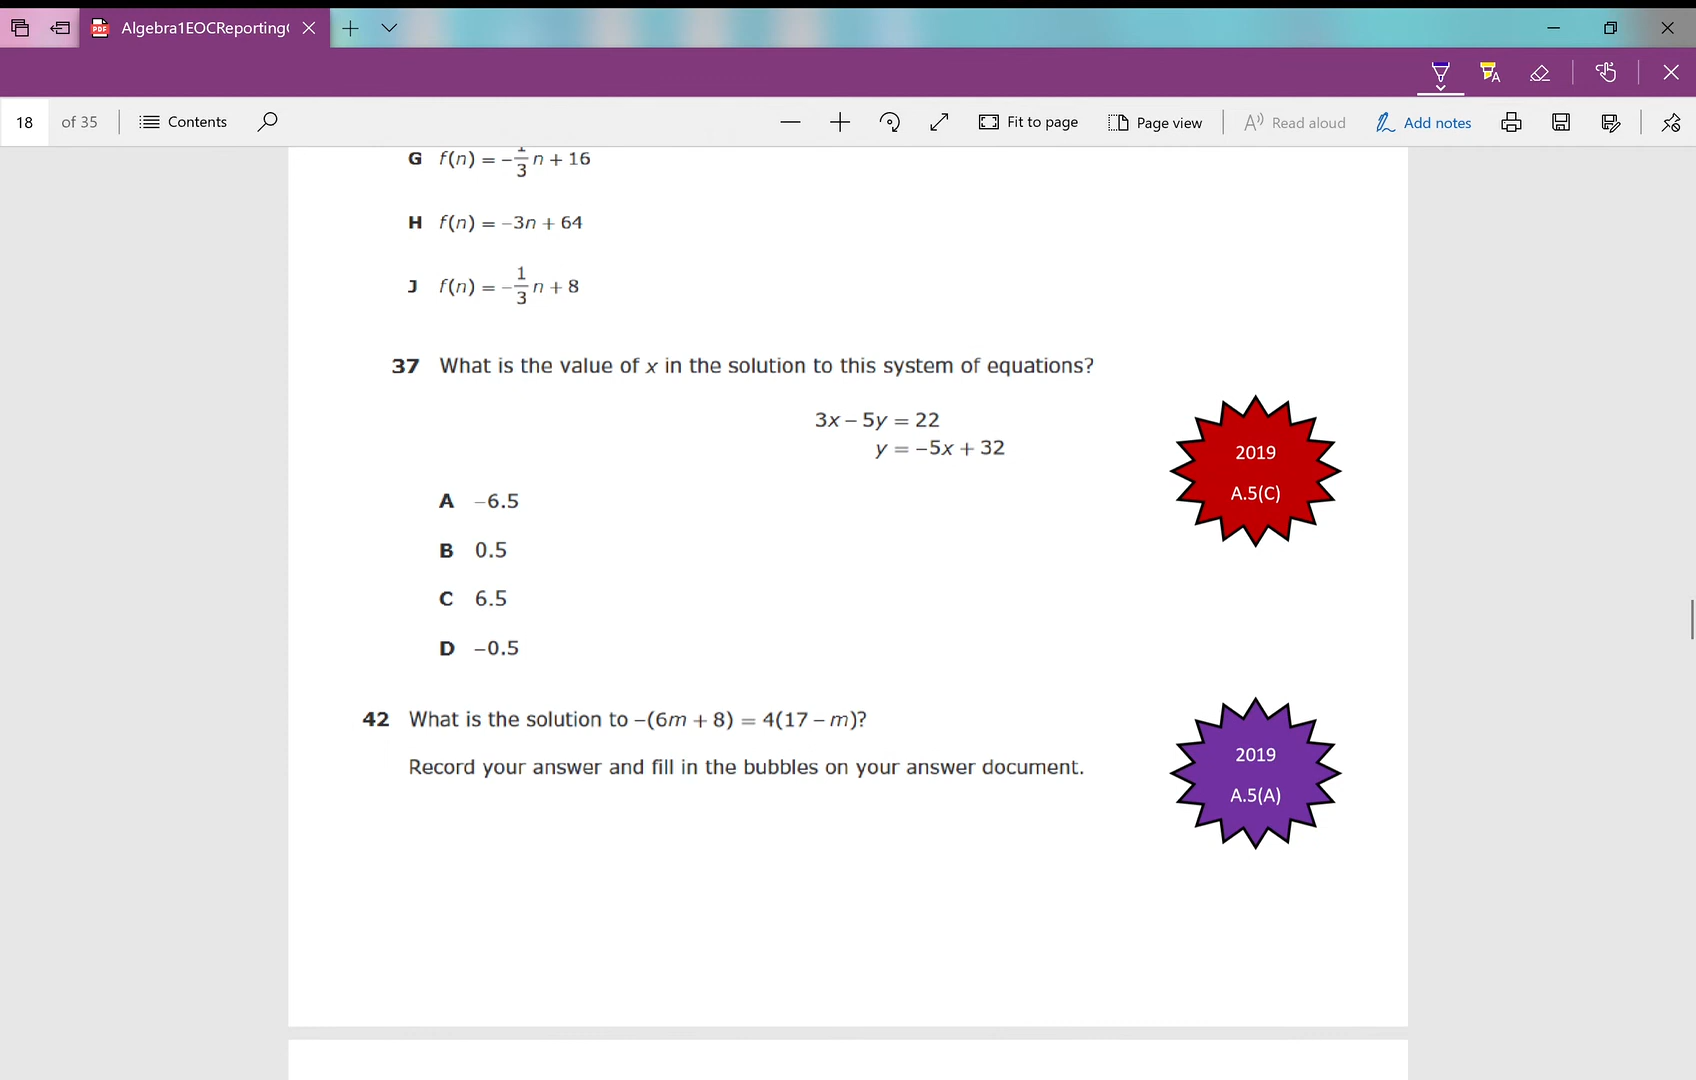 Algebra1EOCReporting(
18 of 35 Contents Fit to page Page view Read aloud Add notes
G f(n) = –1/3 n + 16
H f(n) = –3n + 64
J f(n) = –1/3 n + 8
37 What is the value of x in the solution to this system of equations?
3x – 5y = 22
y = –5x + 32
2019
A.5(C)
A –6.5
B 0.5
C 6.5
D –0.5
42 What is the solution to –(6m + 8) = 4(17 – m)?
Record your answer and fill in the bubbles on your answer document.
2019
A.5(A)